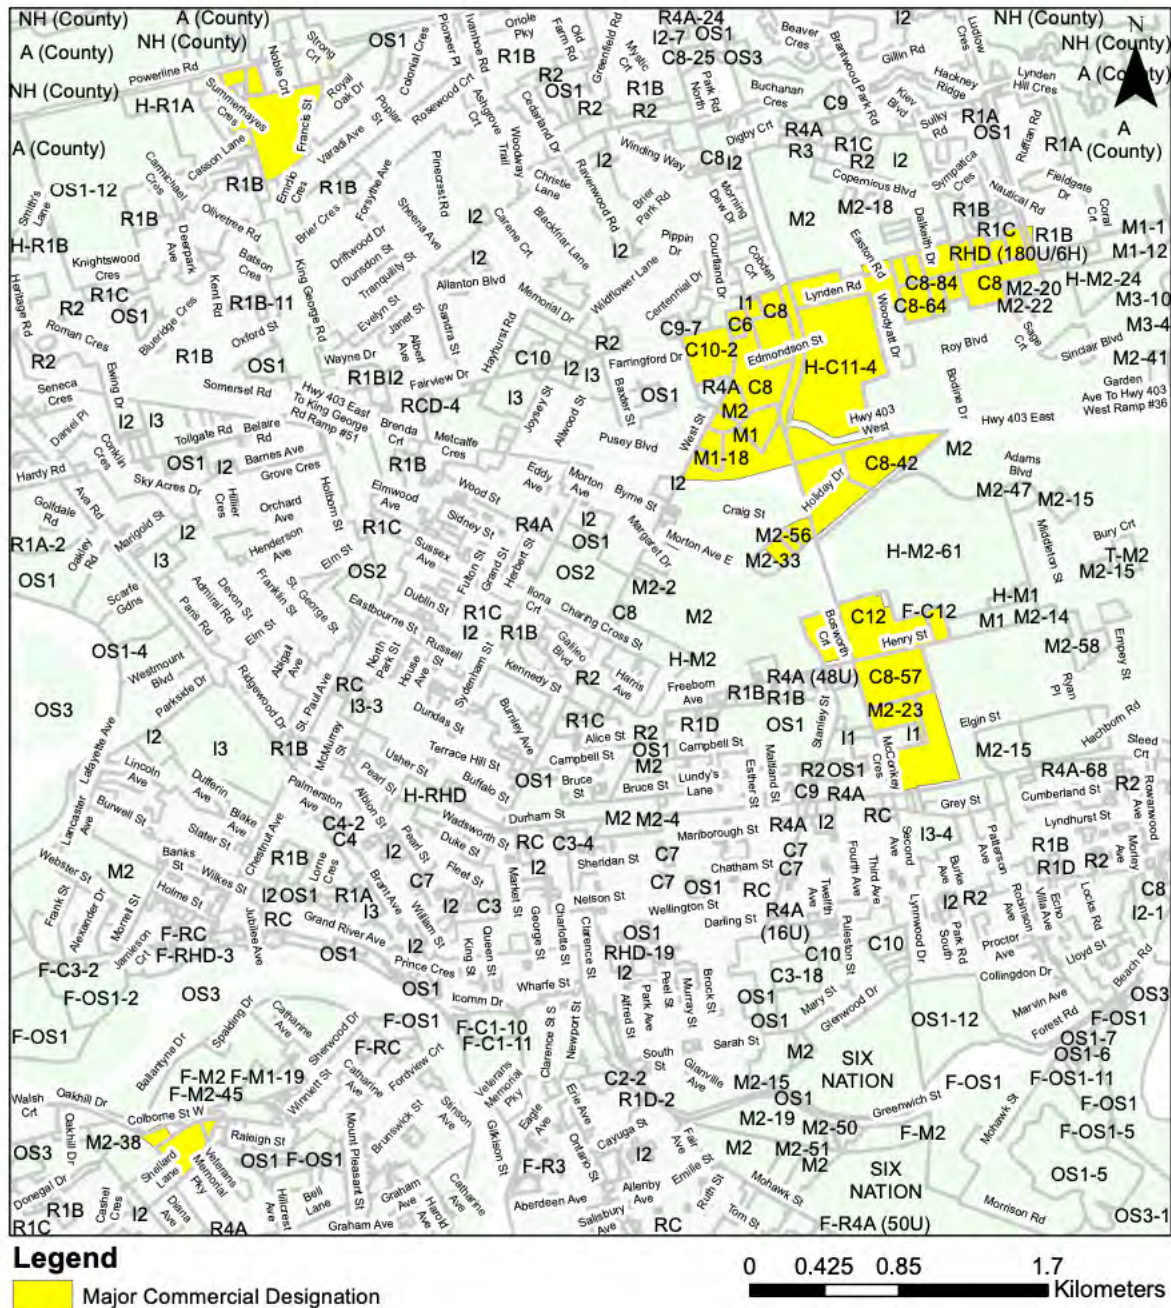 NH (County)
A (County)
NH (County)
A (County)
Powerline Rd
NH (County)
H-R1A
A (County)
OS1-12
Smith's Lane
Carmichael Cres
Casson Lane
Summerhayes Cres
Noble Crt
Strong Crt
Royal Oak Dr
Francis St
OS1
Colonial Cres
Pioneer Pl
Ivanhoe Rd
Oriole Pky
R1B
Old Farm Rd
Greenfield Rd
Mystic Crt
R4A-24
I2-7 OS1
C8-25 OS3
Park Rd North
Beaver Cres
I2
Brantwood Park Rd
Gillin Rd
Ludlow Cres
NH (County)
N
NH (County)
A (County)
Hackney Ridge
Lynden Hill Cres
Buchanan Cres
C9
Kiev Blvd
Sulky Rd
R1A
OS1
Ruffian Rd
R1A
A (County)
Poplar St
Rosewood Crt
Ashgrove Crt
Cedarland Dr
R2
OS1
R2
R1B
R2
Varadi Ave
Woodway Trail
I2
Winding Way
Digby Crt
C8
I2
R4A
R3
R1C
R2
I2
Copernicus Blvd
Sympatica Cres
Nautical Rd
Fieldgate Dr
Coral Crt
R1B
Emidio Cres
R1B
Forsythe Ave
Pinecrest Rd
Christie Lane
Ravenwood Rd
Brier Park Rd
Morning Dew Dr
M2
M2-18
R1B
R1C
R1B
M1-1
M1-12
R1B
Olivetree Rd
Brier Cres
Sheena Ave
I2
Carene Crt
Blackfriar Lane
I2
Pippin Dr
Courtland Dr
Cobden Crt
Easton Rd
Dalkeith Dr
RHD (180U/6H)
H-R1B
Knightswood Cres
Deerpark Ave
Batson Cres
Driftwood Dr
Dunsdon St
Tranquility St
I2
Allanton Blvd
Wildflower Lane
Centennial Dr
Lynden Rd
C8-84
C8
M2-20
H-M2-24
C8-64
M2-22
M3-10
M3-4
M2-41
Heritage Rd
R2
R1C
OS1
Kent Rd
R1B-11
King George Rd
Evelyn St
Janet St
Albert Ave
Sandra St
Memorial Dr
Hayhurst Rd
I1
C8
C6
C9-7
C10-2
Edmondson St
Woodyatt Dr
Roy Blvd
Sage Crt
Sinclair Blvd
Roman Cres
Blueridge Cres
R1B
Oxford St
OS1
Wayne Dr
R1B I2
Fairview Dr
C10
R2
Farringford Dr
H-C11-4
R2
Seneca Cres
Ewing Dr
Somerset Rd
Hwy 403 East To King George Rd Ramp #51
RCD-4
I3
Joysey St
I2
I3
Allwood St
Baxter St
OS1
R4A
C8
M2
M1
M1-18
Bodine Dr
Garden Ave To Hwy 403 West Ramp #36
Daniel Pl
I2
I3
Tollgate Rd
Belaire Rd
Brenda Crt
Metcalfe Cres
Pusey Blvd
West St
Hwy 403 West
Hwy 403 East
Hardy Rd
Conklin Cres
OS1
I2
Barnes Ave
Grove Cres
R1B
Eddy Ave
Morton Ave
Byrne St
I2
C8-42
M2
Adams Blvd
Sky Acres Dr
Hillier Cres
Orchard Ave
Holborn St
Elmwood Ave
Wood St
Holiday Dr
M2-47
M2-15
Golfdale Rd
Ava Rd
Marigold St
I2
Henderson Ave
R1C
Sidney St
R4A
I2
OS1
Margaret Dr
Craig St
Morton Ave E
M2-56
M2-33
Bury Crt
R1A-2
Oakley Rd
I3
Elm St
Sussex Ave
Fulton St
Grand St
Herbert St
H-M2-61
Middleton St
T-M2
M2-15
OS1
Scarfe Gdns
Admiral Rd
Devon St
Franklin St
St. George St
OS2
Dublin St
OS2
M2-2
Paris Rd
Elm St
Eastbourne St
R1C
I2
Ilona Crt
Charing Cross St
C8
M2
H-M1
M1
M2-14
Bosworth Crt
C12
F-C12
Henry St
OS1-4
Westmount Blvd
Abigail Ave
North Park St
Russell
House Ave
Sydenham St
R1B
Galileo Blvd
H-M2
M2-58
Empey St
Parkside Dr
Ridgewood Dr
St. Paul Ave
RC
I3-3
Kennedy St
R2
Harris Ave
Freeborn Ave
R4A (48U)
R1B
R1B
C8-57
M2-23
Ryan Pl
OS3
Dundas St
Burnley Ave
R1C
Alice St
R2
R1D
OS1
Stanley St
Elgin St
Hachborn Rd
Lafayette Ave
I2
I3
R1B
McMurray St
Terrace Hill St
Campbell St
OS1
M2
Campbell St
I1
I1
M2-15
Sleed Crt
Lincoln Ave
Dufferin Ave
Usher St
Buffalo St
OS1
Bruce St
Bruce St
Lundy's Lane
Esther St
Maitland St
R2 OS1
McConkey Cres
R4A-68
R2
Lancaster Ave
Burwell St
Blake Ave
Palmerston Ave
Pearl St
H-RHD
C9
R4A
Cumberland St
Rowanwood Ave
Slater St
Chestnut Ave
Albion St
C4-2
C4
Wadsworth St
Durham St
M2
M2-4
RC
Grey St
Lyndhurst St
Webster St
Banks St
Wilkes St
R1B
Lorne Cres
I2
Pearl St
Duke St
RC
C3-4
Marlborough St
R4A
I2
Second
I3-4
Patterson Ave
R1B
R1D
R2
Morley Ave
M2
Holme St
Fleet St
I2
Sheridan St
C7
C7
Chatham St
C7
Fourth Ave
Third Ave
Burke Ave
Frank St
Alexander Dr
Morrell St
I2 OS1
R1A
I3
Brant Ave
C7
Market St
Nelson St
C7
OS1
RC
Twelfth Ave
I2
R2
Robinson Ave
Echo Villa Ave
Locks Rd
C8
I2-1
Jamieson Crt
F-RC
Jubilee Ave
RC
Grand River Ave
William St
I2
C3
George St
Charlotte St
Clarence St
Wellington St
Darling St
R4A (16U)
Puleston St
Lynnwood Dr
Park Rd South
Proctor Ave
Lloyd St
F-RHD-3
OS1
I2
Prince Cres
King St
Queen St
OS1
RHD-19
I2
C10
C10
Collingdon Dr
Beach Rd
F-C3-2
F-OS1-2
OS3
OS1
Icomm Dr
Wharfe St
Peel St
Brock St
C3-18
OS1
Mary St
Glenwood Dr
Marvin Ave
OS3
Catharine Ave
Sherwood Dr
F-OS1
F-C1-10
F-C1-11
Clarence St S
Newport St
Alfred St
Park Ave
Murray St
OS1
OS1-12
Forest Rd
F-OS1
OS1-7
OS1-6
F-OS1
Spalding Dr
Ballantyne Dr
F-RC
Fordview Crt
South St
Sarah St
M2
SIX NATION
F-M2 F-M1-19
F-M2-45
Winniett St
Catharine Ave
Veterans Memorial Pky
C2-2
R1D-2
Glanville Ave
M2-15
OS1
F-OS1
F-OS1-11
F-OS1
Walsh Crt
Oakhill Dr
Colborne St W
Brunswick St
Stinson Ave
Eagle Ave
Erie Ave
M2-19
M2-50
Greenwich St
Mohawk St
OS3
Oakhill Dr
M2-38
Raleigh St
Mount Pleasant St
Gilkison St
Cayuga St
Fair Ave
M2
M2-51
M2
F-M2
F-OS1-5
Shellard Lane
Veterans Memorial Pky
OS1
F-OS1
F-R3
Ontario St
I2
Emilie St
SIX NATION
OS1-5
Donegal Dr
R1B
R1C
Cashel Cres
I2
Diana Ave
R4A
Hillcrest Ave
Bell Lane
Graham Ave
Graham Ave
Harold Ave
Catharine Ave
Aberdeen Ave
Salisbury Ave
Allenby Ave
RC
Ruth St
Tom St
Mohawk St
F-R4A (50U)
Morrison Rd
OS3-1
Legend
Major Commercial Designation
0 0.425 0.85 1.7
Kilometers